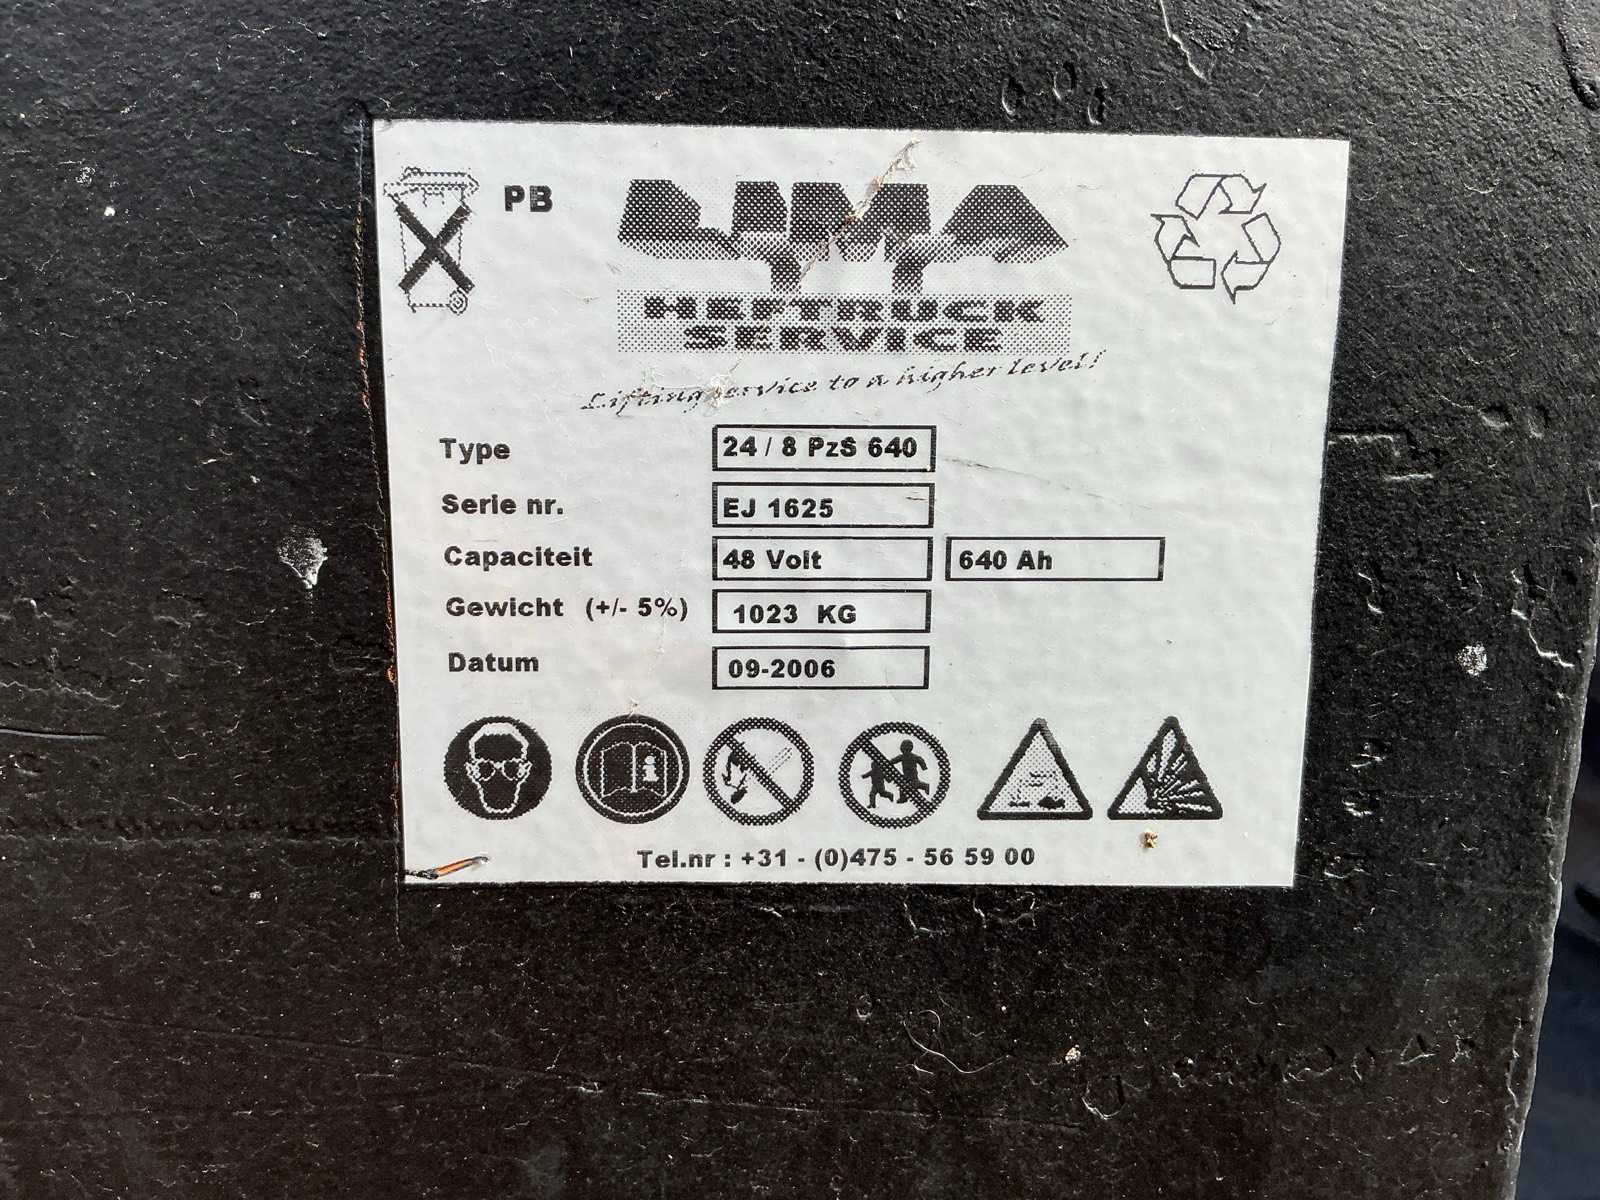 PB
HEFTRUCK
SERVICE
Lifting service to a higher level!
Type 24 / 8 PzS 640
Serie nr. EJ 1625
Capaciteit 48 Volt 640 Ah
Gewicht (+/- 5%) 1023 KG
Datum 09-2006
Tel.nr : +31 - (0)475 - 56 59 00